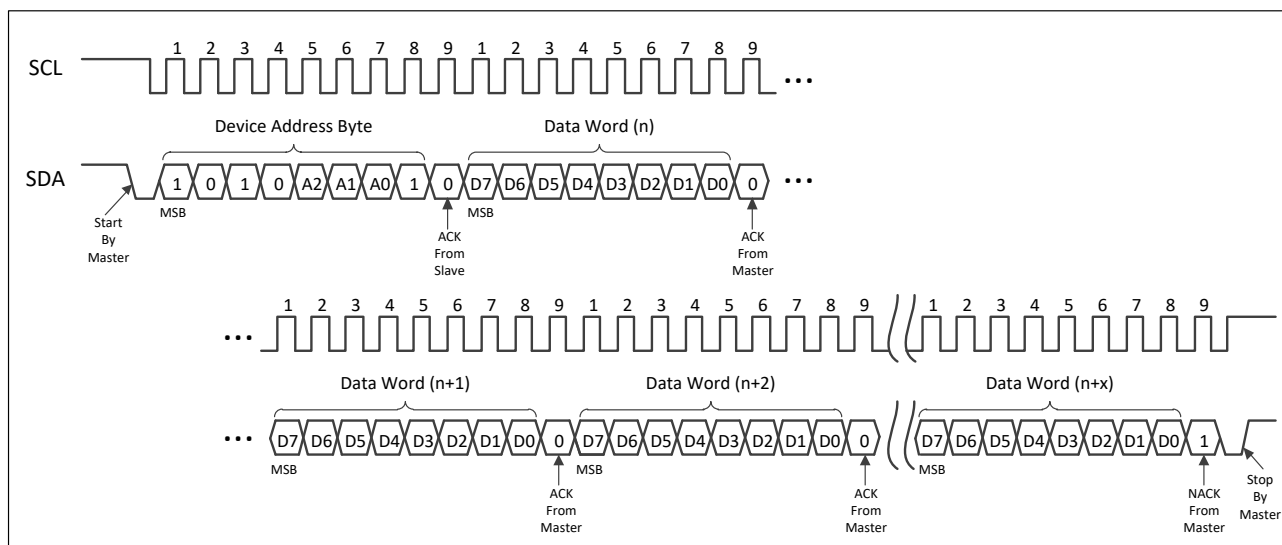 1 2 3 4 5 6 7 8 9 1 2 3 4 5 6 7 8 9
SCL
Device Address Byte Data Word (n)
SDA 1 0 1 0 A2 A1 A0 1 0 D7 D6 D5 D4 D3 D2 D1 D0 0
MSB MSB
Start
By
Master
ACK
From
Slave
ACK
From
Master
1 2 3 4 5 6 7 8 9 1 2 3 4 5 6 7 8 9 1 2 3 4 5 6 7 8 9
Data Word (n+1) Data Word (n+2) Data Word (n+x)
D7 D6 D5 D4 D3 D2 D1 D0 0 D7 D6 D5 D4 D3 D2 D1 D0 0 D7 D6 D5 D4 D3 D2 D1 D0 1
MSB MSB MSB
ACK
From
Master
ACK
From
Master
NACK
From
Master
Stop
By
Master